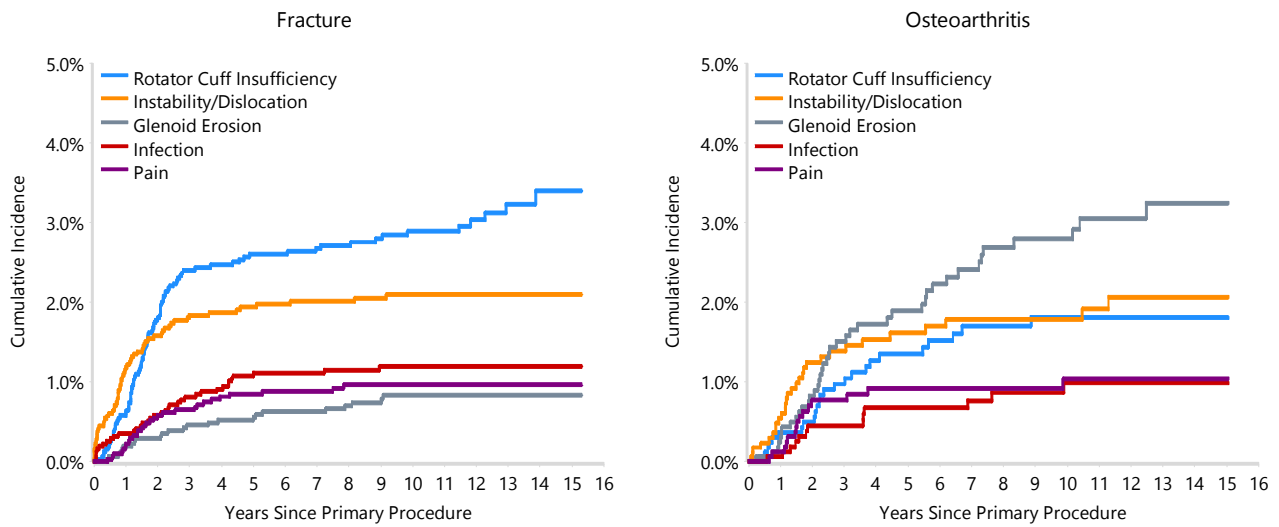 Fracture
5.0%
4.0%
3.0%
2.0%
1.0%
0.0%
Cumulative Incidence
Rotator Cuff Insufficiency
Instability/Dislocation
Glenoid Erosion
Infection
Pain
0 1 2 3 4 5 6 7 8 9 10 11 12 13 14 15 16
Years Since Primary Procedure
Osteoarthritis
5.0%
4.0%
3.0%
2.0%
1.0%
0.0%
Cumulative Incidence
Rotator Cuff Insufficiency
Instability/Dislocation
Glenoid Erosion
Infection
Pain
0 1 2 3 4 5 6 7 8 9 10 11 12 13 14 15 16
Years Since Primary Procedure